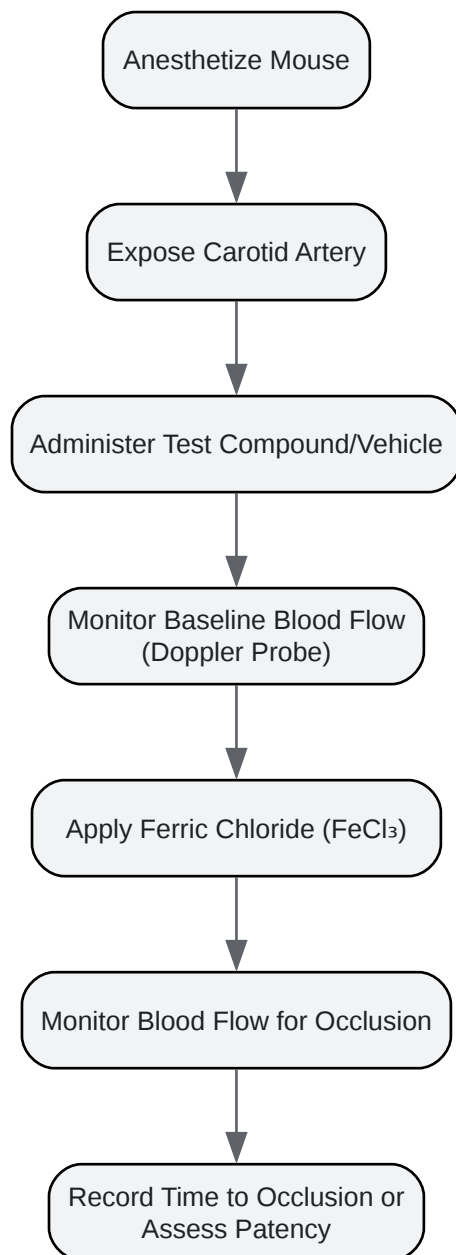 Anesthetize Mouse
Expose Carotid Artery
Administer Test Compound/Vehicle
Monitor Baseline Blood Flow
(Doppler Probe)
Apply Ferric Chloride (FeCl₃)
Monitor Blood Flow for Occlusion
Record Time to Occlusion or
Assess Patency